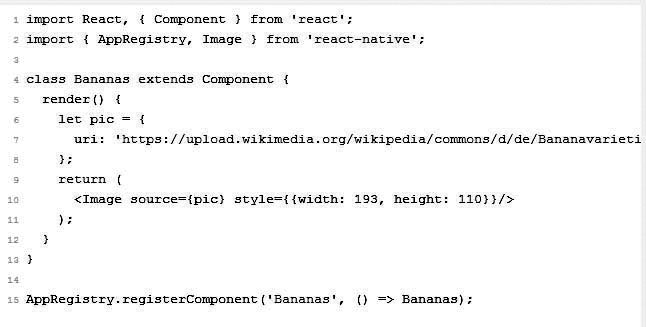 1 import React, { Component } from 'react';
2 import { AppRegistry, Image } from 'react-native';
3
4 class Bananas extends Component {
5   render() {
6     let pic = {
7       uri: 'https://upload.wikimedia.org/wikipedia/commons/d/de/Bananavarieti
8     };
9     return (
10       <Image source={pic} style={{width: 193, height: 110}}/>
11     );
12   }
13 }
14
15 AppRegistry.registerComponent('Bananas', () => Bananas);